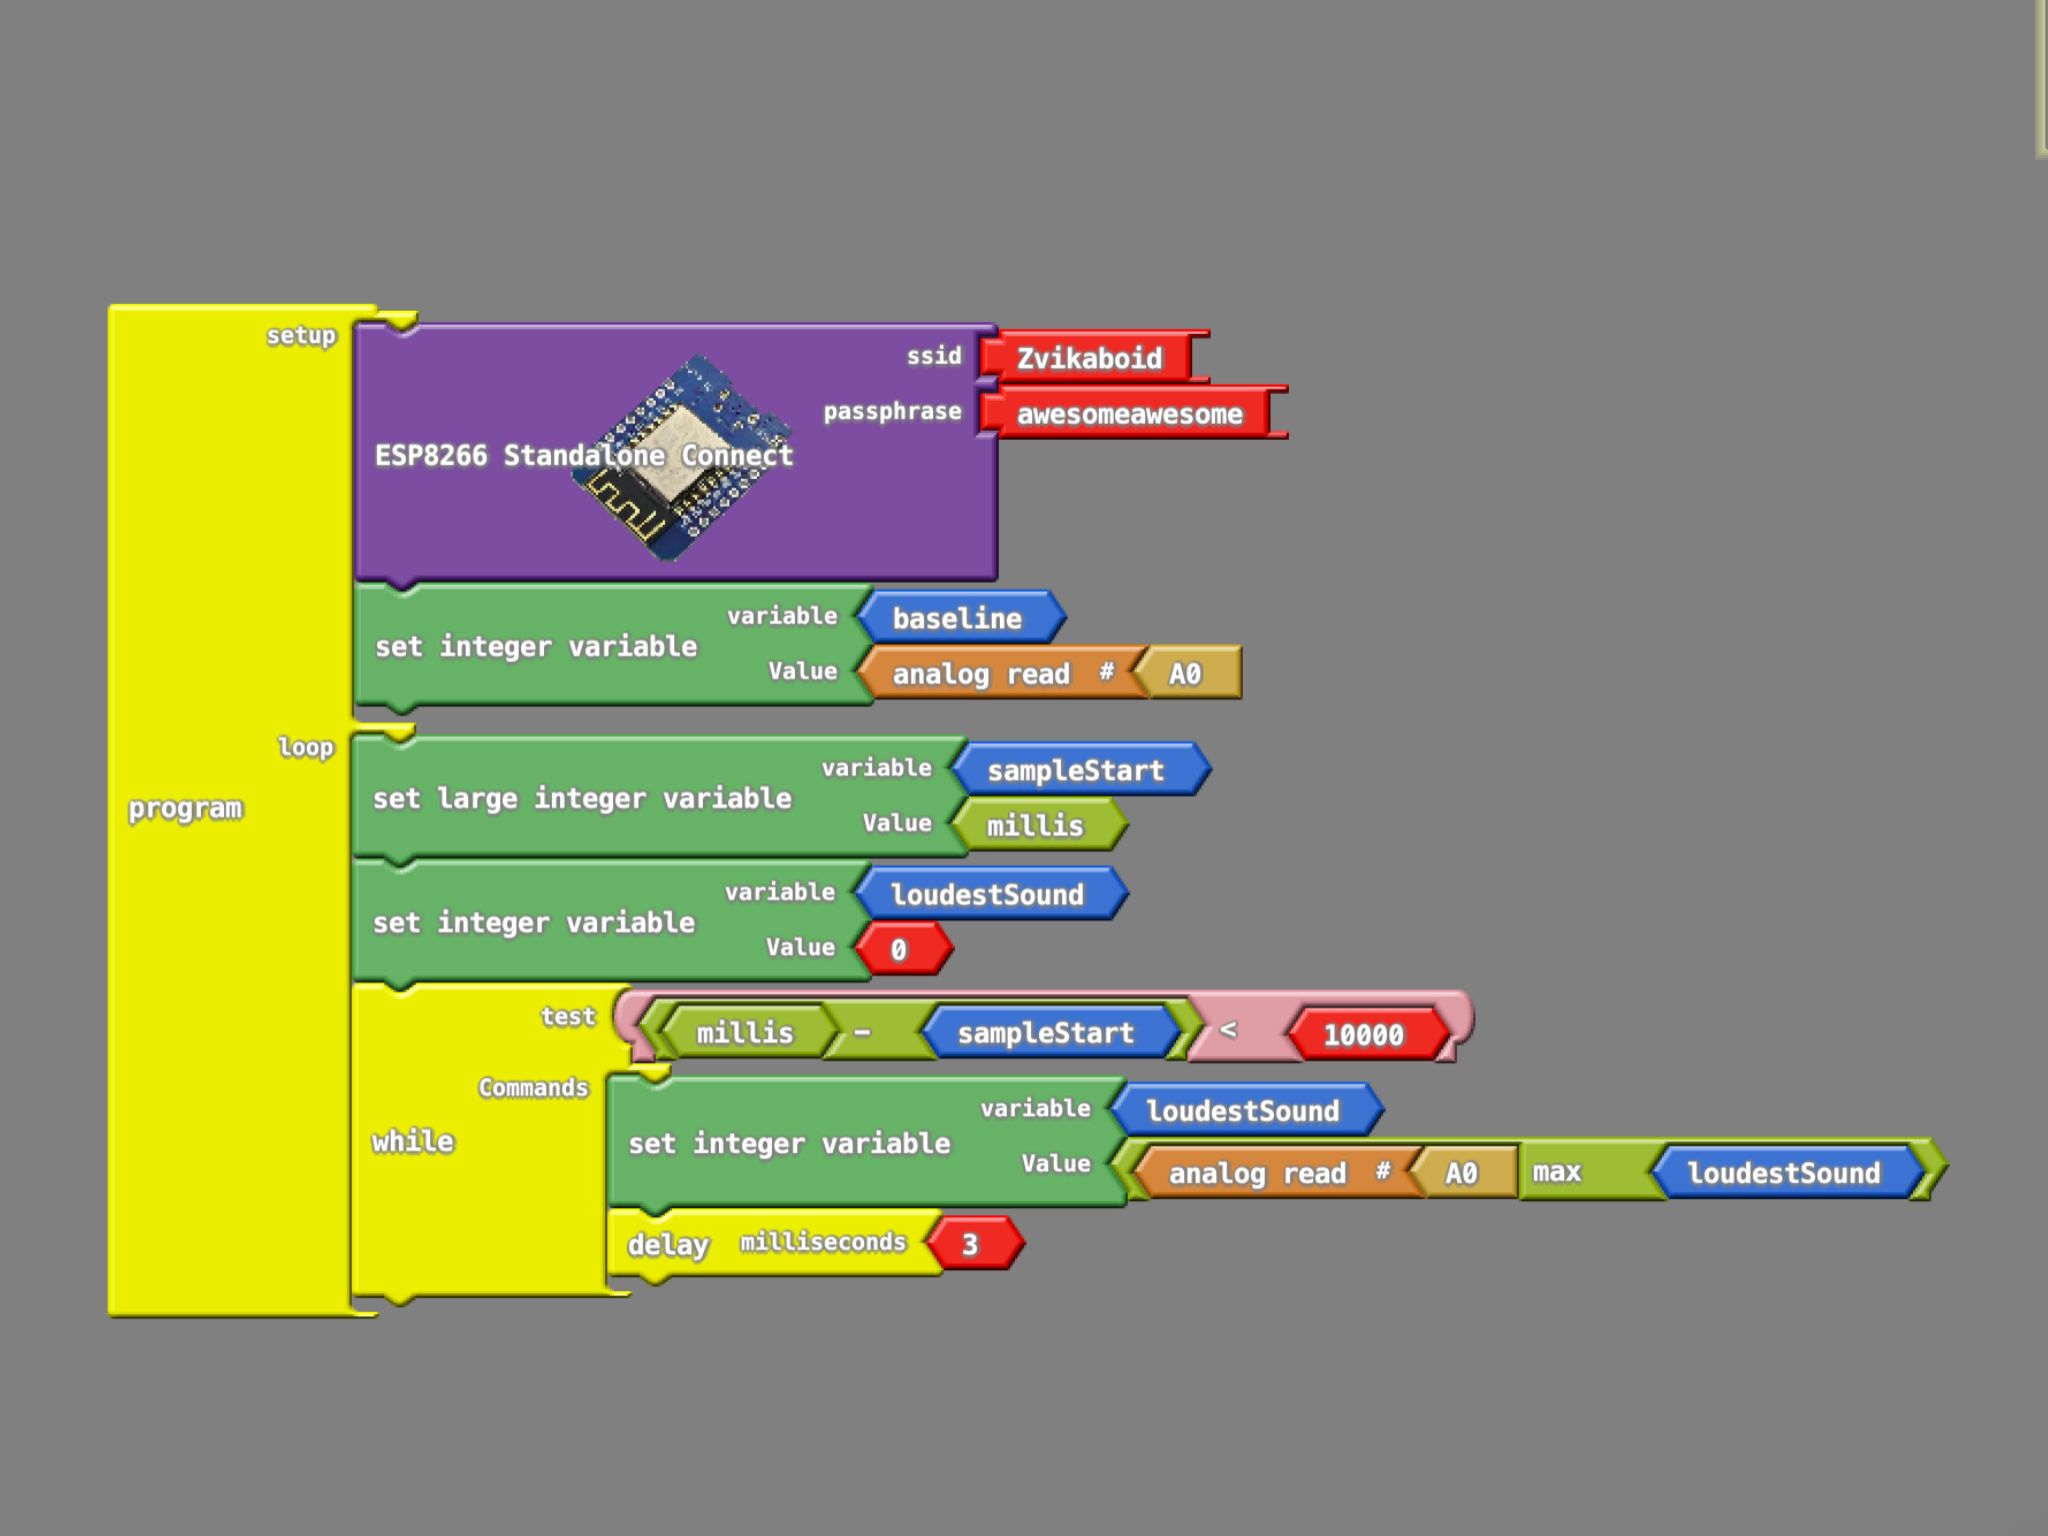 setup
ssid Zvikaboid
passphrase awesomeawesome
ESP8266 Standalone Connect
variable baseline
set integer variable
Value analog read # A0
loop
program
variable sampleStart
set large integer variable
Value millis
variable loudestSound
set integer variable
Value 0
test millis - sampleStart < 10000
Commands
while
variable loudestSound
set integer variable
Value analog read # A0 max loudestSound
delay milliseconds 3